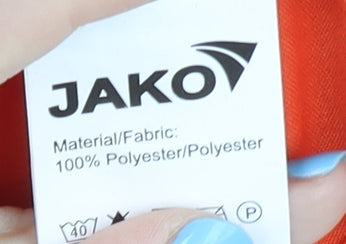 JAKO
Material/Fabric:
100% Polyester/Polyester
40 P